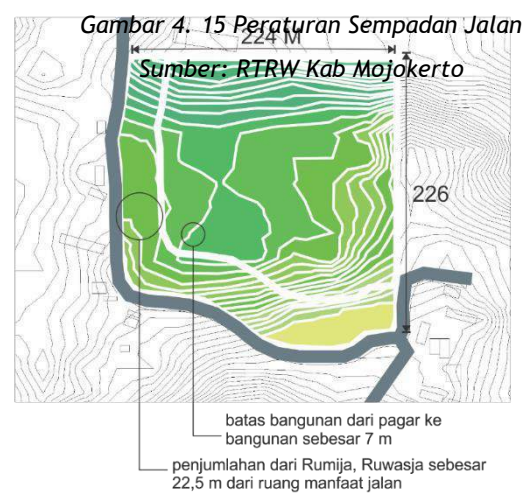 Gambar 4. 15 Peraturan Sempadan Jalan
224 M
Sumber: RTRW Kab Mojokerto
226
batas bangunan dari pagar ke
bangunan sebesar 7 m
penjumlahan dari Rumija, Ruwasja sebesar
22,5 m dari ruang manfaat jalan